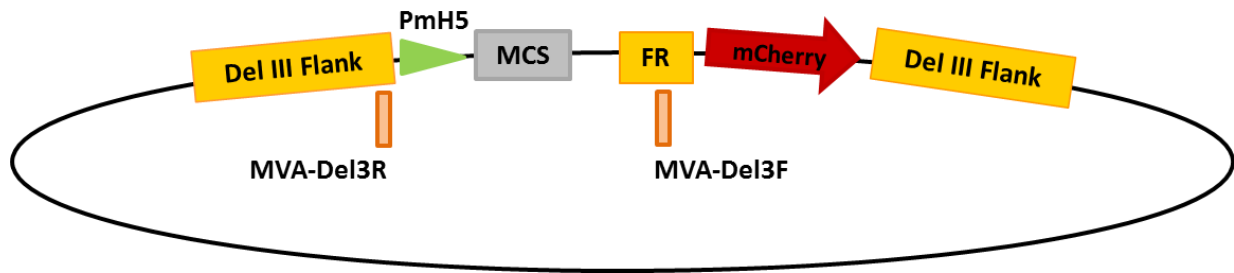 PmH5
Del III Flank
MCS
FR
mCherry
Del III Flank
MVA-Del3R
MVA-Del3F